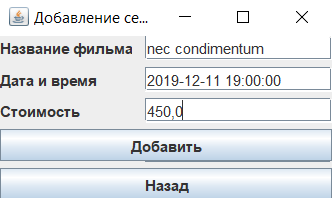 Добавление се...
Название фильма nec condimentum
Дата и время 2019-12-11 19:00:00
Стоимость 450,0
Добавить
Назад